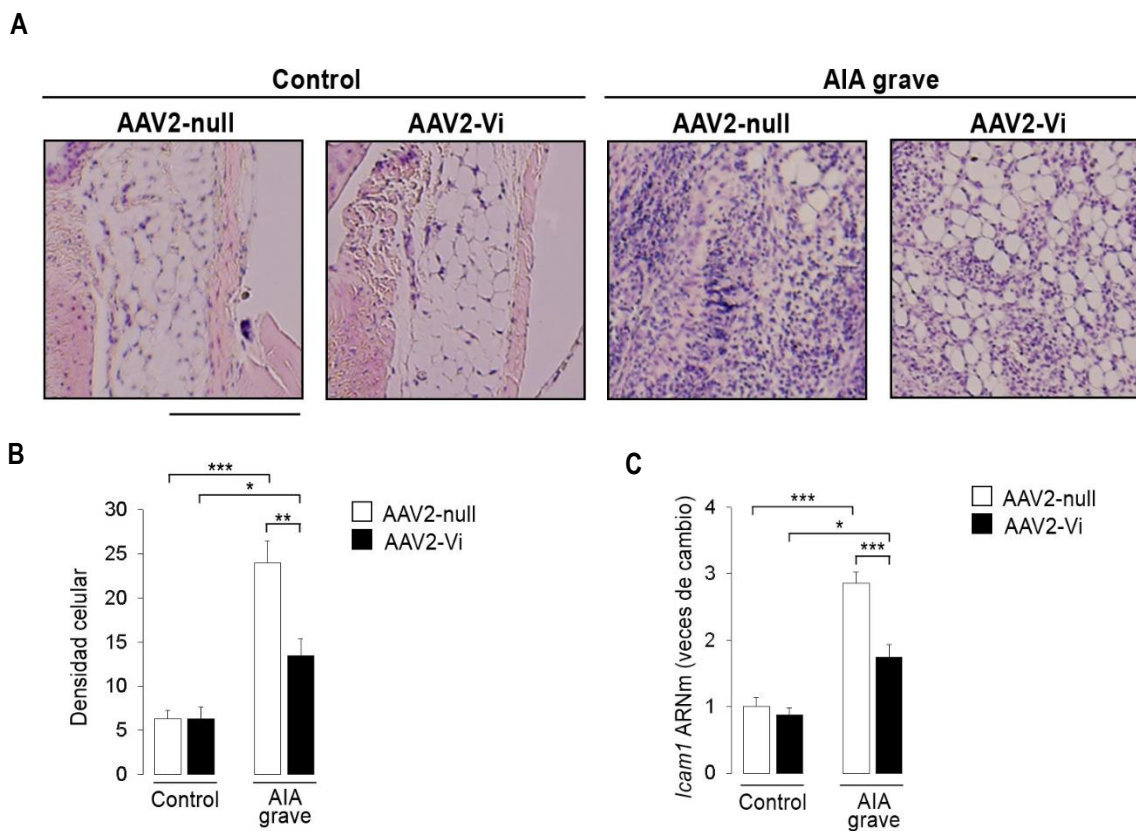 A
Control
AIA grave
AAV2-null
AAV2-Vi
AAV2-null
AAV2-Vi
B
***
*
**
30
25
20
15
10
5
0
Densidad celular
Control
AIA
grave
AAV2-null
AAV2-Vi
C
***
*
***
4
3
2
1
0
Icam1 ARNm (veces de cambio)
Control
AIA
grave
AAV2-null
AAV2-Vi